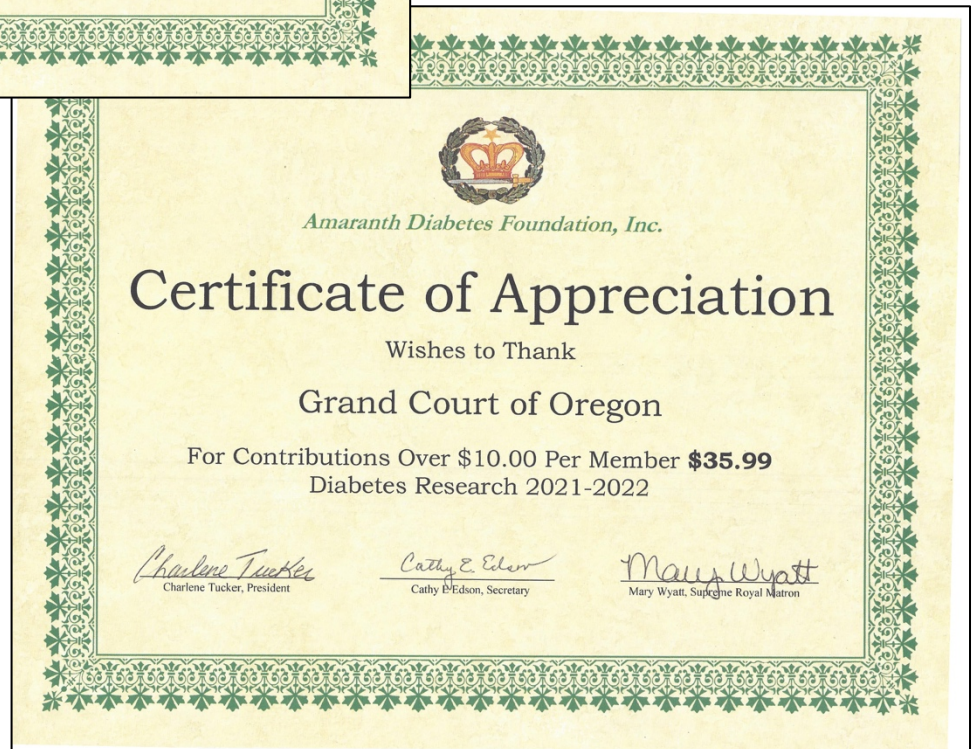 Amaranth Diabetes Foundation, Inc.
Certificate of Appreciation
Wishes to Thank
Grand Court of Oregon
For Contributions Over $10.00 Per Member $35.99
Diabetes Research 2021-2022
Charlene Tucker Cathy E. Edson Mary Wyatt
Charlene Tucker, President Cathy E Edson, Secretary Mary Wyatt, Supreme Royal Matron